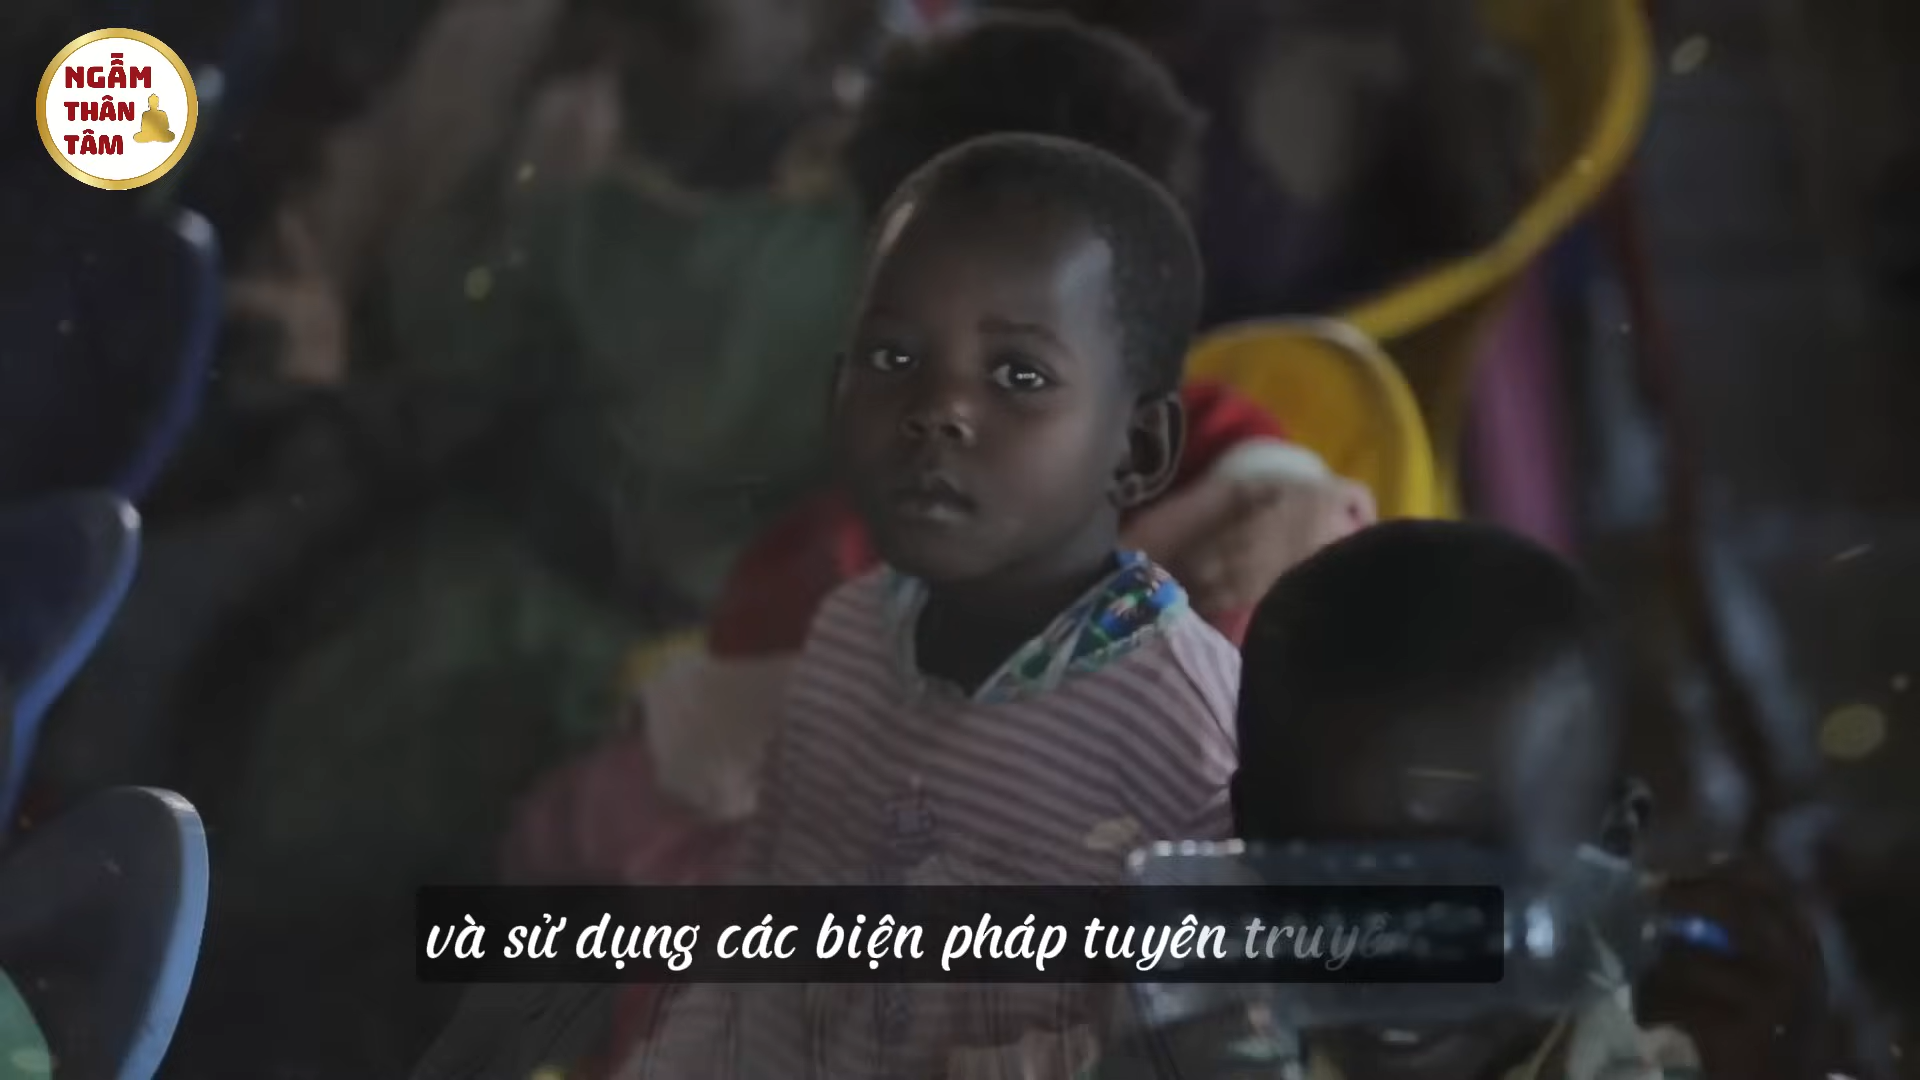 NGẪM
THÂN
TÂM
và sử dụng các biện pháp tuyên